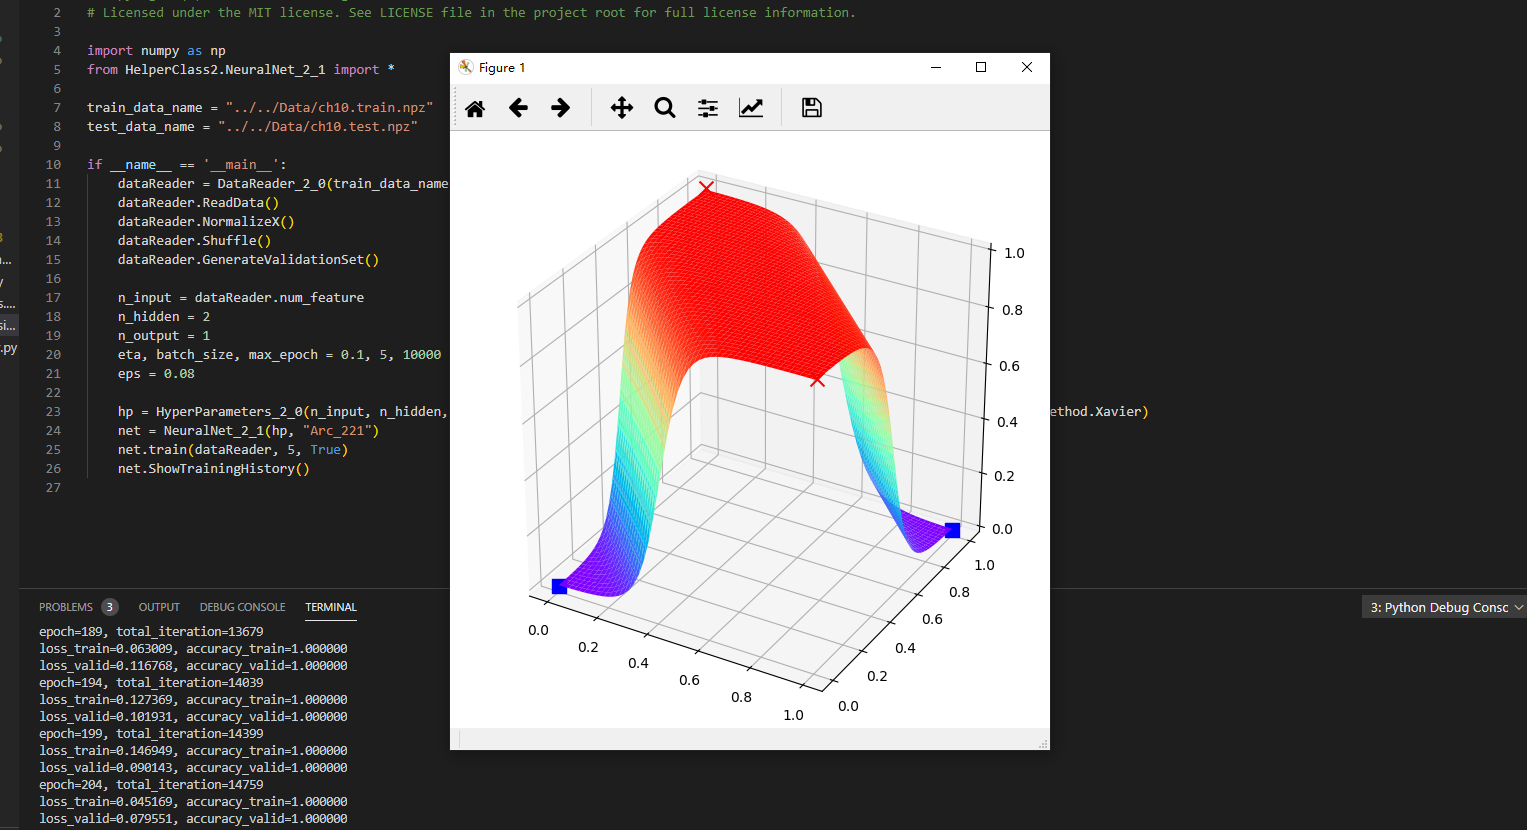 2 # Licensed under the MIT license. See LICENSE file in the project root for full license information.
3
4 import numpy as np
5 from HelperClass2.NeuralNet_2_1 import *
6
7 train_data_name = "../../Data/ch10.train.npz"
8 test_data_name = "../../Data/ch10.test.npz"
9
10 if __name__ == '__main__':
11 dataReader = DataReader_2_0(train_data_name
12 dataReader.ReadData()
13 dataReader.NormalizeX()
14 dataReader.Shuffle()
15 dataReader.GenerateValidationSet()
16
17 n_input = dataReader.num_feature
18 n_hidden = 2
19 n_output = 1
20 eta, batch_size, max_epoch = 0.1, 5, 10000
21 eps = 0.08
22
23 hp = HyperParameters_2_0(n_input, n_hidden, ethod.Xavier)
24 net = NeuralNet_2_1(hp, "Arc_221")
25 net.train(dataReader, 5, True)
26 net.ShowTrainingHistory()
27
.py
Figure 1
1.0
0.8
0.6
0.4
0.2
0.0
1.0
0.8
0.6
0.4
0.2
0.0
0.0
0.2
0.4
0.6
0.8
1.0
PROBLEMS 3 OUTPUT DEBUG CONSOLE TERMINAL
3: Python Debug Consc
epoch=189, total_iteration=13679
loss_train=0.063009, accuracy_train=1.000000
loss_valid=0.116768, accuracy_valid=1.000000
epoch=194, total_iteration=14039
loss_train=0.127369, accuracy_train=1.000000
loss_valid=0.101931, accuracy_valid=1.000000
epoch=199, total_iteration=14399
loss_train=0.146949, accuracy_train=1.000000
loss_valid=0.090143, accuracy_valid=1.000000
epoch=204, total_iteration=14759
loss_train=0.045169, accuracy_train=1.000000
loss_valid=0.079551, accuracy_valid=1.000000